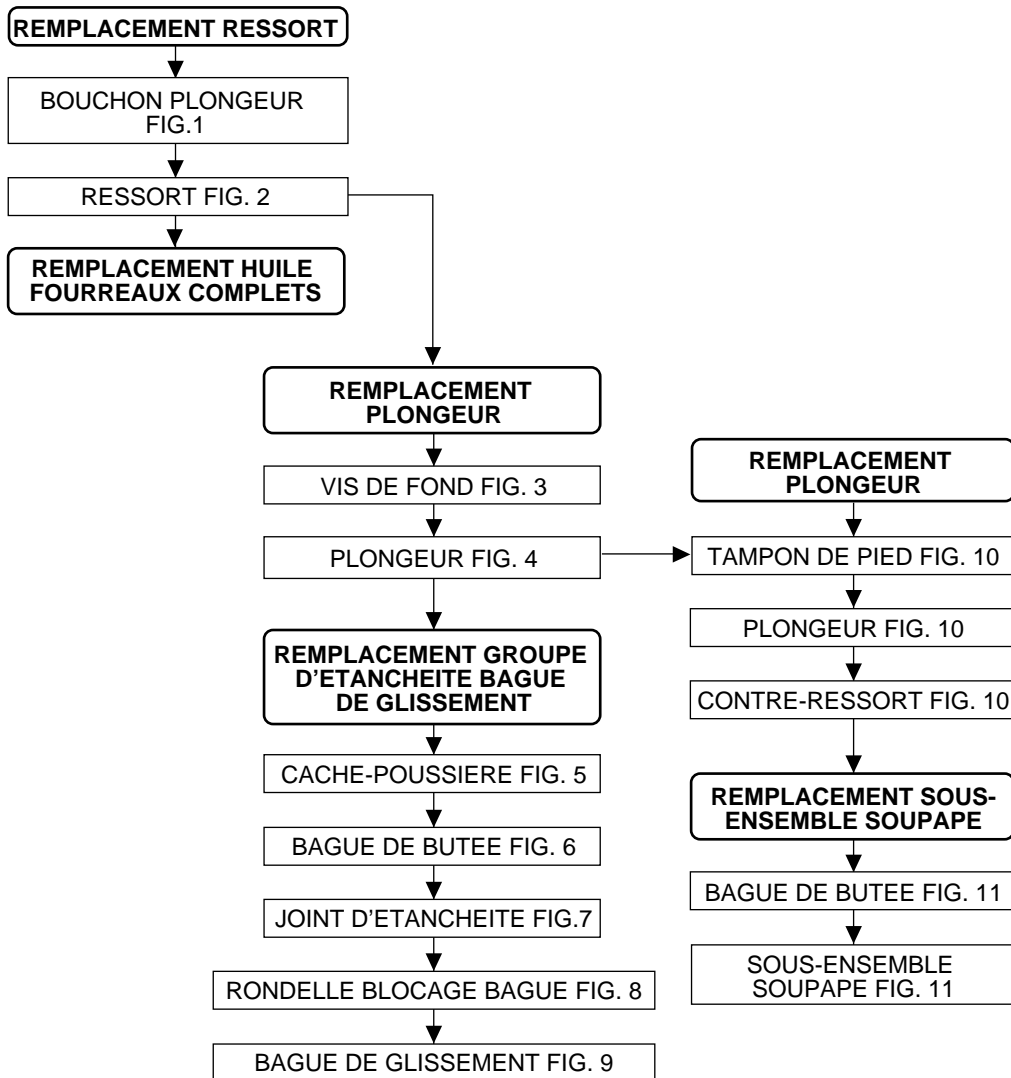 REMPLACEMENT RESSORT
BOUCHON PLONGEUR
FIG.1
RESSORT FIG. 2
REMPLACEMENT HUILE
FOURREAUX COMPLETS
REMPLACEMENT
PLONGEUR
VIS DE FOND FIG. 3
PLONGEUR FIG. 4
REMPLACEMENT GROUPE
D'ETANCHEITE BAGUE
DE GLISSEMENT
CACHE-POUSSIERE FIG. 5
BAGUE DE BUTEE FIG. 6
JOINT D'ETANCHEITE FIG.7
RONDELLE BLOCAGE BAGUE FIG. 8
BAGUE DE GLISSEMENT FIG. 9
REMPLACEMENT
PLONGEUR
TAMPON DE PIED FIG. 10
PLONGEUR FIG. 10
CONTRE-RESSORT FIG. 10
REMPLACEMENT SOUS-
ENSEMBLE SOUPAPE
BAGUE DE BUTEE FIG. 11
SOUS-ENSEMBLE
SOUPAPE FIG. 11